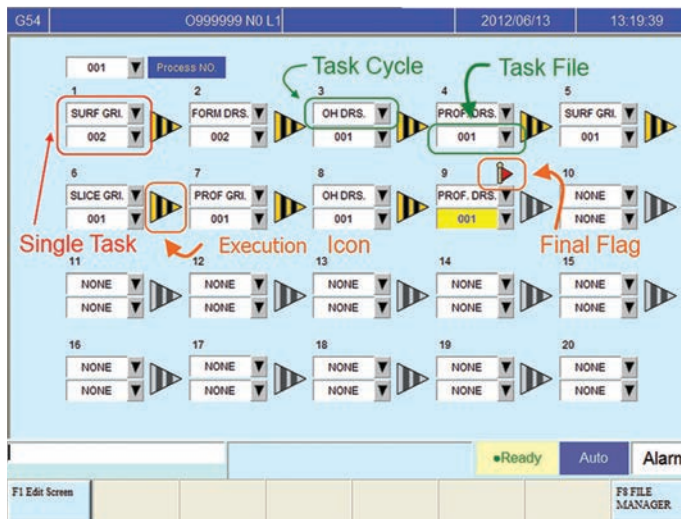 G54 O999999 N0 L1 2012/06/13 13:19:39
001 Process NO. Task Cycle Task File
1 2 3 4 5
SURF GRI. FORM DRS. OH DRS. PROF. DRS. SURF GRI.
002 002 001 001 001
6 7 8 9 10
SLICE GRI. PROF GRI. OH DRS. PROF. DRS. NONE
001 001 001 001 NONE
Single Task Execution Icon Final Flag
11 12 13 14 15
NONE NONE NONE NONE NONE
NONE NONE NONE NONE NONE
16 17 18 19 20
NONE NONE NONE NONE NONE
NONE NONE NONE NONE NONE
•Ready Auto Alarm
F1 Edit Screen F8 FILE
MANAGER